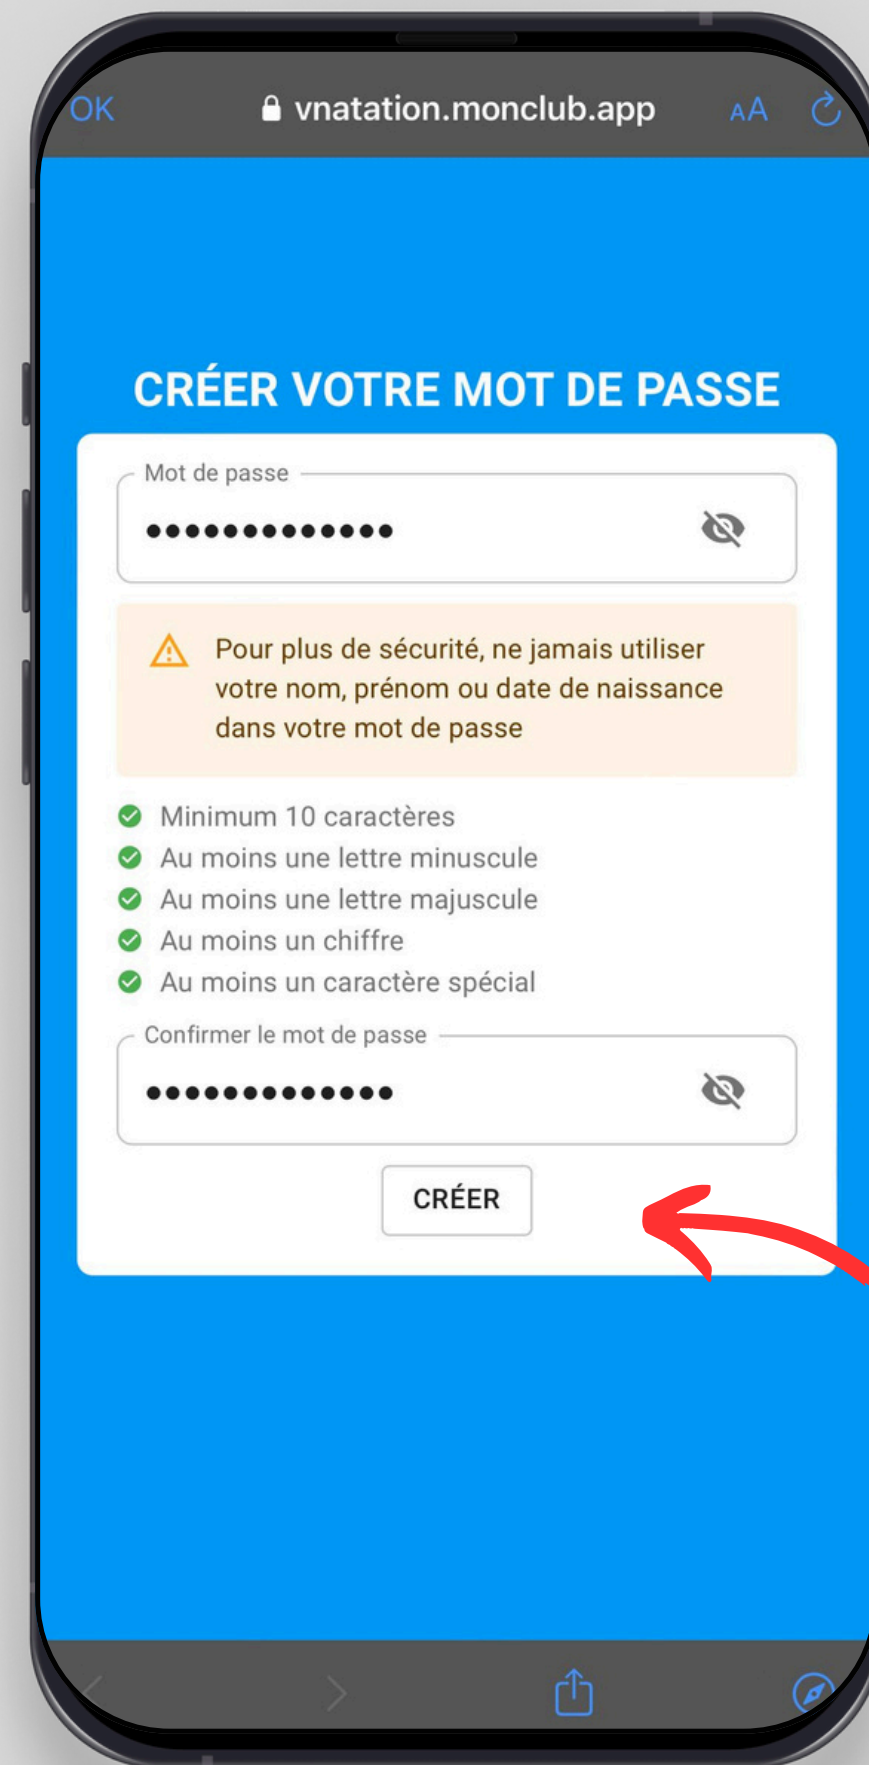 OK vnatation.monclub.app AA
CRÉER VOTRE MOT DE PASSE
Mot de passe
•••••••••••••
Pour plus de sécurité, ne jamais utiliser
votre nom, prénom ou date de naissance
dans votre mot de passe
Minimum 10 caractères
Au moins une lettre minuscule
Au moins une lettre majuscule
Au moins un chiffre
Au moins un caractère spécial
Confirmer le mot de passe
•••••••••••••
CRÉER